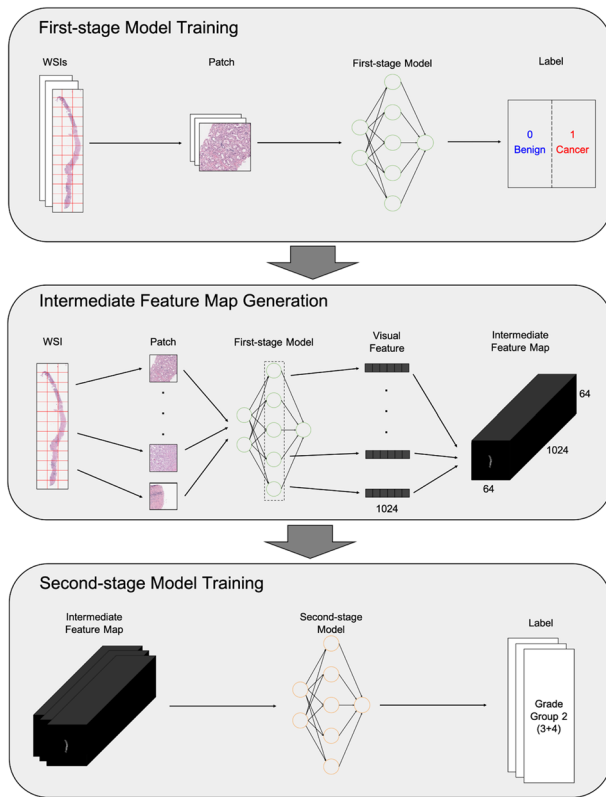 First-stage Model Training
WSIs
Patch
First-stage Model
Label
0
Benign
1
Cancer
Intermediate Feature Map Generation
WSI
Patch
First-stage Model
Visual
Feature
Intermediate
Feature Map
64
1024
64
1024
Second-stage Model Training
Intermediate
Feature Map
Second-stage
Model
Label
Grade
Group 2
(3+4)